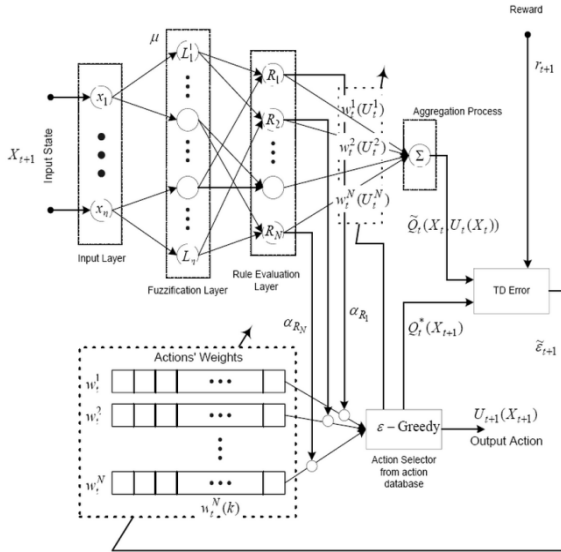 Reward
r_{t+1}
μ
X_{t+1}
Input State
x_1
x_n
Input Layer
L_1^1
Fuzzification Layer
R_1
R_2
R_N
Rule Evaluation
Layer
w_t^1(U_t^1)
w_t^2(U_t^2)
w_t^N(U_t^N)
Aggregation Process
Σ
Q̃_t(X_t, U_t(X_t))
TD Error
Q_t^*(X_{t+1})
ε̃_{t+1}
α_{R_N}
α_{R_1}
Actions' Weights
w_t^1
w_t^2
w_t^N
w_t^N(k)
ε – Greedy
Action Selector
from action
database
U_{t+1}(X_{t+1})
Output Action